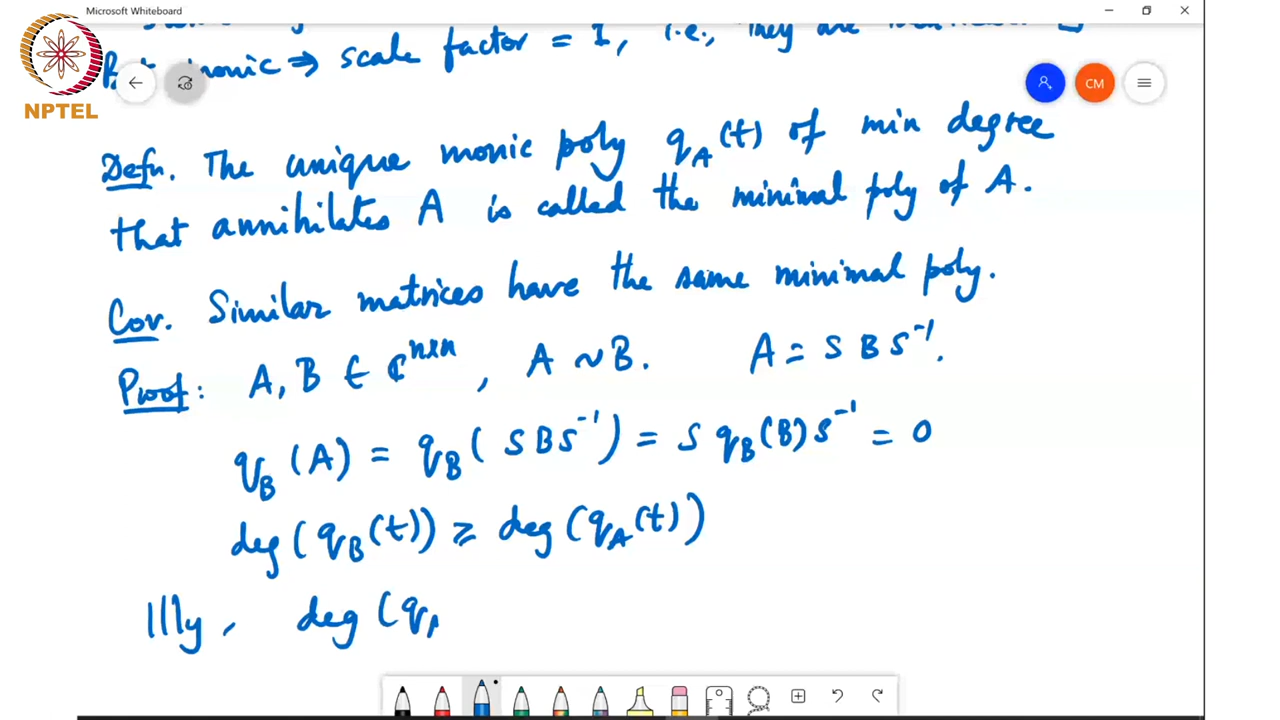 Microsoft Whiteboard
monic ⇒ scale factor = 1, i.e., they are
NPTEL
CM
Defn. The unique monic poly q_A(t) of min degree
that annihilates A is called the minimal poly of A.
Cor. Similar matrices have the same minimal poly.
Proof: A, B ∈ ℂ^{n×n}, A ~ B. A = S B S^{-1}.
q_B(A) = q_B(S B S^{-1}) = S q_B(B) S^{-1} = 0
deg(q_B(t)) ≥ deg(q_A(t))
Illly, deg(q_A